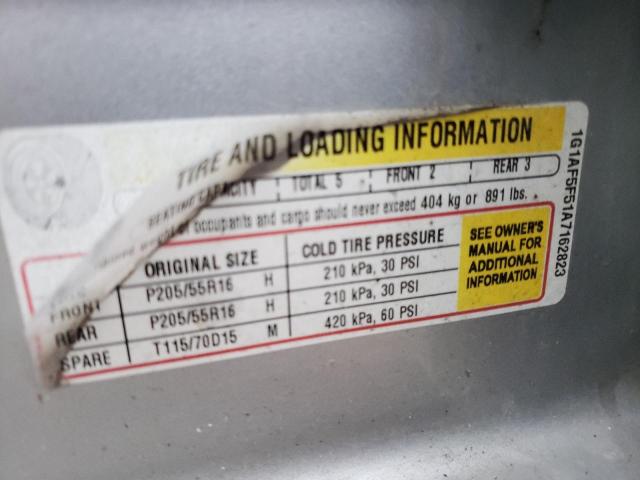 TIRE AND LOADING INFORMATION
SEATING CAPACITY TOTAL 5 FRONT 2 REAR 3
occupants and cargo should never exceed 404 kg or 891 lbs.
ORIGINAL SIZE COLD TIRE PRESSURE
FRONT P205/55R16 H 210 kPa, 30 PSI
REAR P205/55R16 H 210 kPa, 30 PSI
SPARE T115/70D15 M 420 kPa, 60 PSI
SEE OWNER'S
MANUAL FOR
ADDITIONAL
INFORMATION
1G1AF5F51A7162823